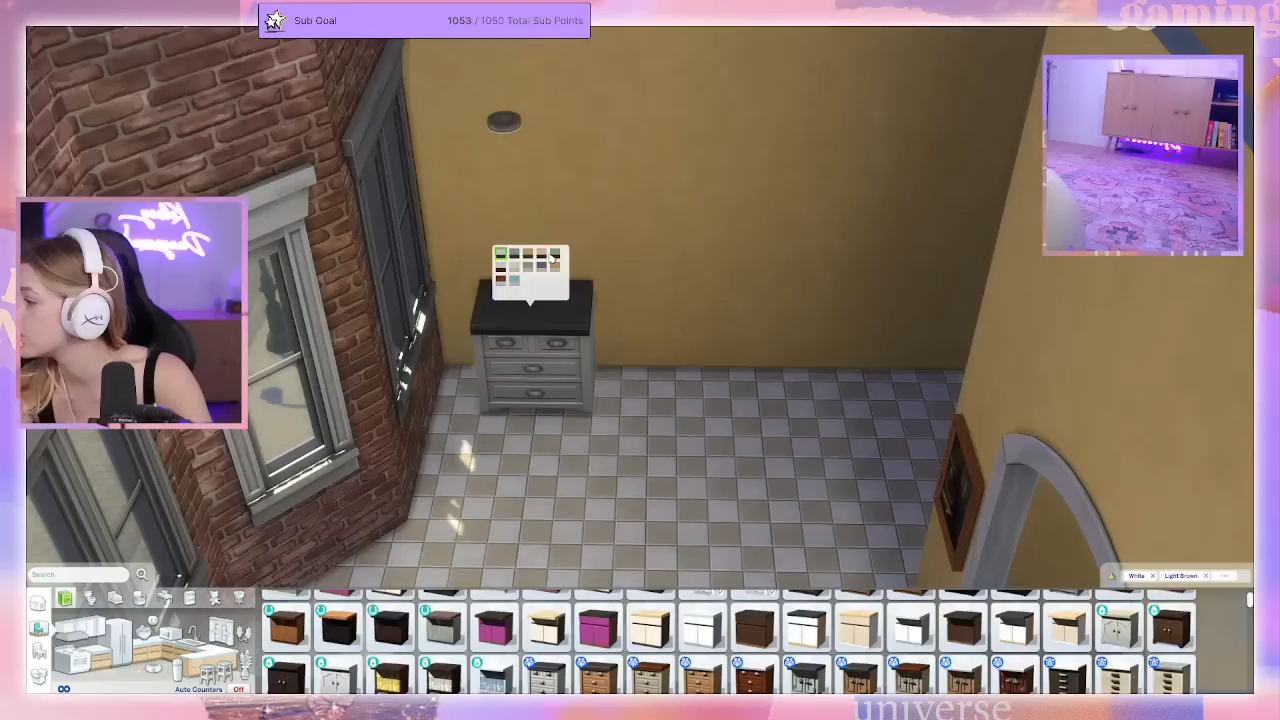 gaming
Sub Goal
1053 / 1050 Total Sub Points
Search
White
Light Brown
Auto Counters
Off
universe